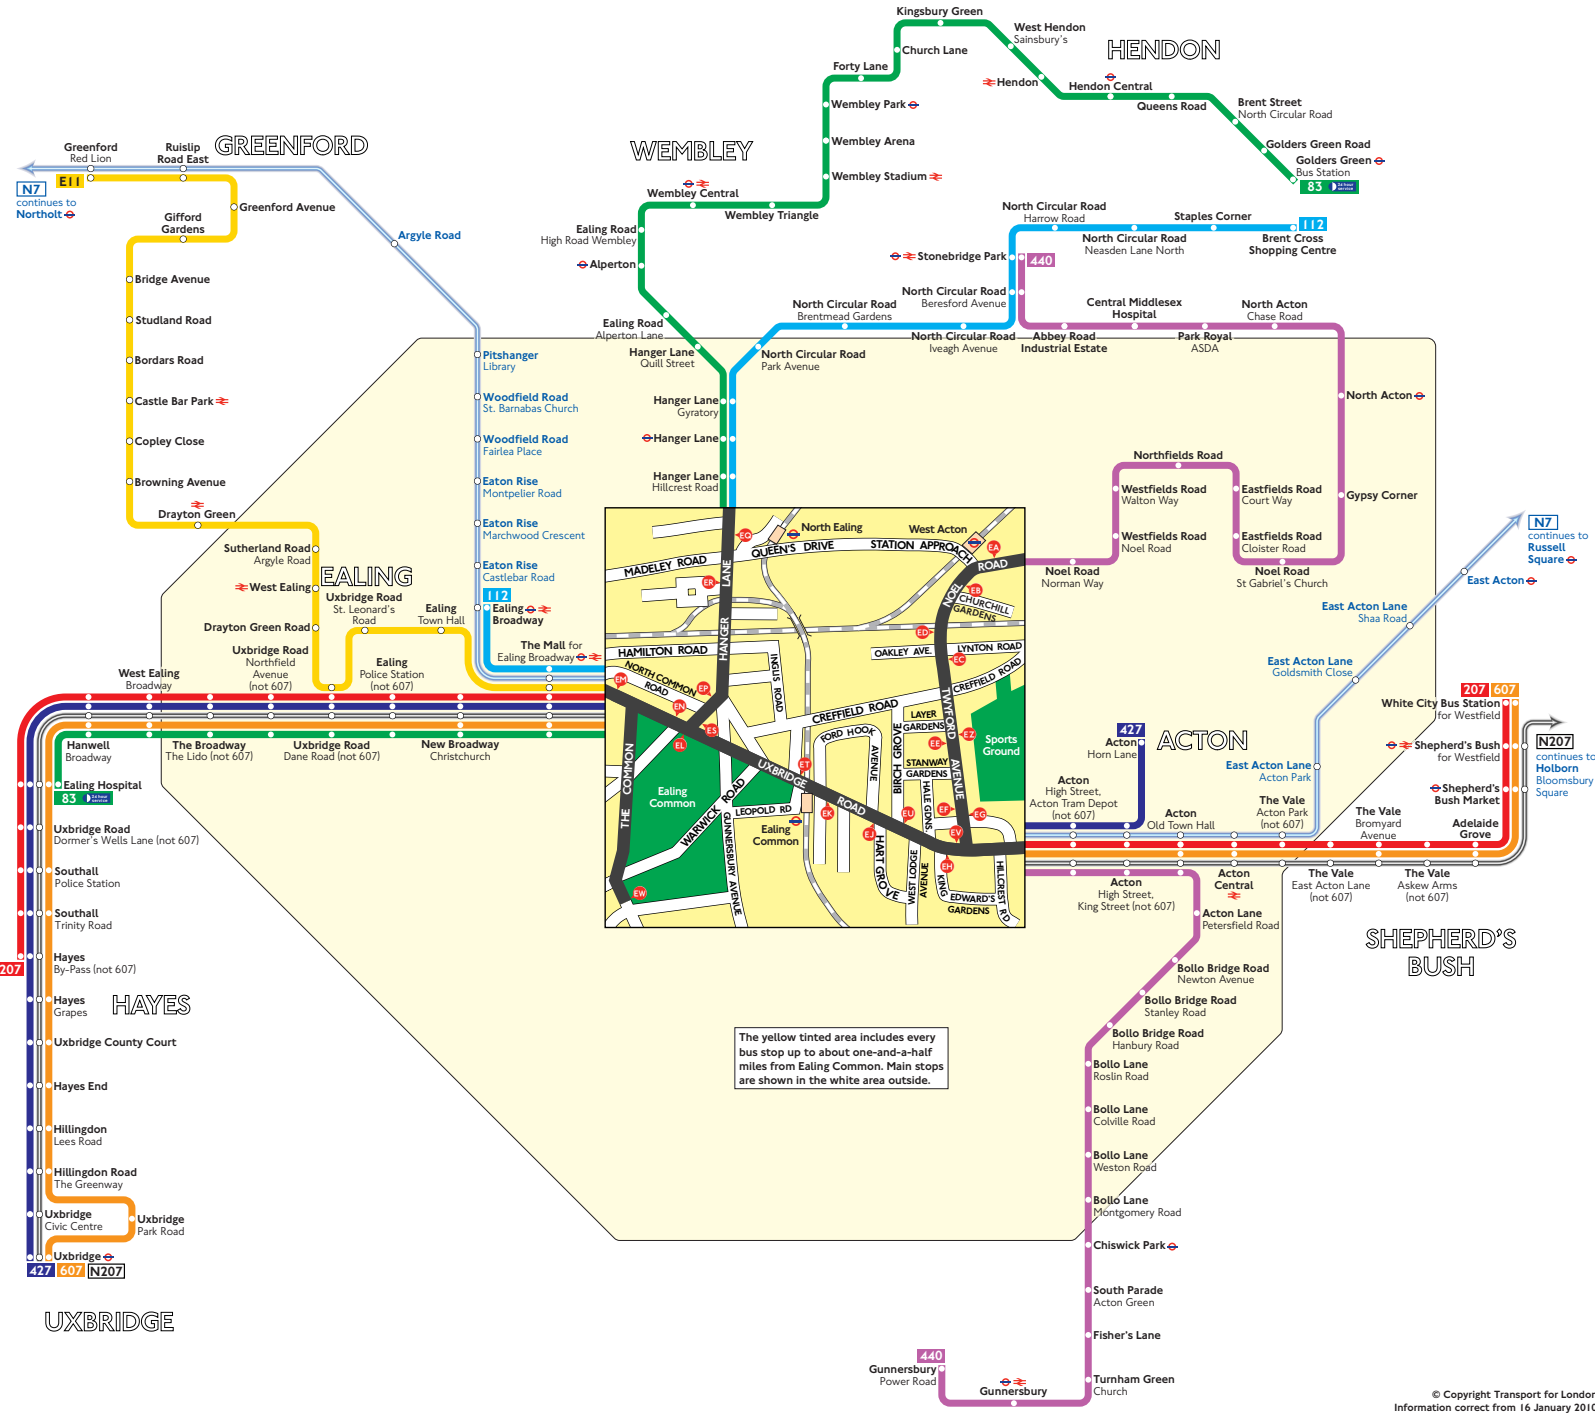 Kingsbury Green
West Hendon
Sainsbury's
HENDON
Church Lane
Forty Lane
Hendon
Hendon Central
Queens Road
Wembley Park
Brent Street
North Circular Road
Wembley Arena
Golders Green Road
Golders Green
Bus Station
83 24 hour service
Wembley Stadium
WEMBLEY
Wembley Central
Wembley Triangle
Ealing Road
High Road Wembley
Alperton
Ealing Road
Alperton Lane
Hanger Lane
Quill Street
Hanger Lane
Gyratory
Hanger Lane
Hanger Lane
Hillcrest Road
GREENFORD
Greenford
Red Lion
Ruislip
Road East
E11
N7
continues to
Northolt
Greenford Avenue
Gifford
Gardens
Argyle Road
Bridge Avenue
Studland Road
Bordars Road
Castle Bar Park
Copley Close
Browning Avenue
Drayton Green
Sutherland Road
Argyle Road
West Ealing
EALING
Drayton Green Road
Uxbridge Road
St. Leonard's
Road
Ealing
Town Hall
Uxbridge Road
Northfield
Avenue
(not 607)
Ealing
Police Station
(not 607)
Pitshanger
Library
Woodfield Road
St. Barnabas Church
Woodfield Road
Fairlea Place
Eaton Rise
Montpelier Road
Eaton Rise
Marchwood Crescent
Eaton Rise
Castlebar Road
112
Ealing
Broadway
The Mall for
Ealing Broadway
North Circular Road
Harrow Road
Staples Corner
112
North Circular Road
Neasden Lane North
Brent Cross
Shopping Centre
Stonebridge Park
440
North Circular Road
Beresford Avenue
North Circular Road
Brentmead Gardens
North Circular Road
Iveagh Avenue
North Circular Road
Park Avenue
Central Middlesex
Hospital
North Acton
Chase Road
Abbey Road
Industrial Estate
Park Royal
ASDA
North Acton
Northfields Road
Westfields Road
Walton Way
Eastfields Road
Court Way
Gypsy Corner
Westfields Road
Noel Road
Eastfields Road
Cloister Road
Noel Road
Norman Way
Noel Road
St Gabriel's Church
N7
continues to
Russell
Square
East Acton
East Acton Lane
Shaa Road
East Acton Lane
Goldsmith Close
East Acton Lane
Acton Park
207 607
White City Bus Station
for Westfield
Shepherd's Bush
for Westfield
Shepherd's
Bush Market
N207
continues to
Holborn
Bloomsbury
Square
427
Acton
Horn Lane
ACTON
Acton
High Street,
Acton Tram Depot
(not 607)
Acton
Old Town Hall
The Vale
Acton Park
(not 607)
The Vale
Bromyard
Avenue
Adelaide
Grove
Acton
High Street,
King Street (not 607)
Acton
Central
The Vale
East Acton Lane
(not 607)
The Vale
Askew Arms
(not 607)
SHEPHERD'S
BUSH
Acton Lane
Petersfield Road
Bollo Bridge Road
Newton Avenue
Bollo Bridge Road
Stanley Road
Bollo Bridge Road
Hanbury Road
Bollo Lane
Roslin Road
Bollo Lane
Colville Road
Bollo Lane
Weston Road
Bollo Lane
Montgomery Road
Chiswick Park
South Parade
Acton Green
Fisher's Lane
Turnham Green
Church
440
Gunnersbury
Power Road
Gunnersbury
West Ealing
Broadway
Hanwell
Broadway
The Broadway
The Lido (not 607)
Uxbridge Road
Dane Road (not 607)
New Broadway
Christchurch
Ealing Hospital
83 24 hour service
Uxbridge Road
Dormer's Wells Lane (not 607)
Southall
Police Station
Southall
Trinity Road
Hayes
By-Pass (not 607)
207
Hayes
Grapes
HAYES
Uxbridge County Court
Hayes End
Hillingdon
Lees Road
Hillingdon Road
The Greenway
Uxbridge
Civic Centre
Uxbridge
Park Road
Uxbridge
427 607 N207
UXBRIDGE
North Ealing
West Acton
MADELEY ROAD
QUEEN'S DRIVE
STATION APPROACH
NOEL
ROAD
HANGER
LANE
CHURCHILL
GARDENS
HAMILTON ROAD
OAKLEY AVE.
LYNTON ROAD
NORTH COMMON
ROAD
INGLIS ROAD
CREFFIELD ROAD
CREFFIELD ROAD
TWYFORD
AVENUE
LAYER
GARDENS
FORD HOOK
AVENUE
BIRCH GROVE
STANWAY
GARDENS
HALE GDNS.
Sports
Ground
THE COMMON
Ealing
Common
UXBRIDGE
ROAD
WARWICK ROAD
LEOPOLD RD
GUNNERSBURY AVENUE
Ealing
Common
HART GROVE
WEST LODGE
AVENUE
KING
EDWARD'S
GARDENS
HILLCREST RD
EQ
EA
ER
EB
ED
EC
EM
EP
EN
ES
EL
EZ
EE
ET
EK
EU
EF
EG
EJ
EV
EH
EW
The yellow tinted area includes every
bus stop up to about one-and-a-half
miles from Ealing Common. Main stops
are shown in the white area outside.
© Copyright Transport for London
Information correct from 16 January 2010